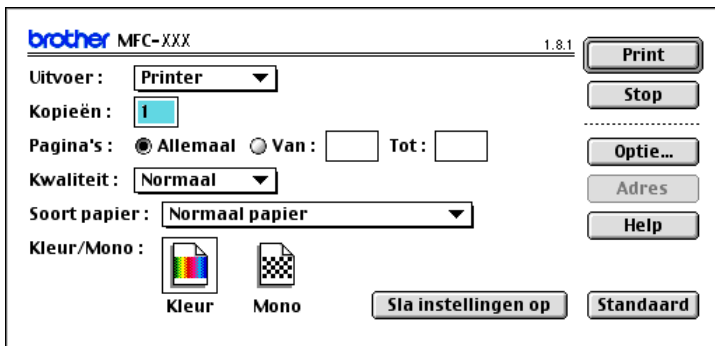 brother MFC-XXX 1.8.1
Print
Uitvoer : Printer
Stop
Kopieën : 1
Pagina's : Allemaal Van : Tot :
Optie...
Kwaliteit : Normaal
Adres
Soort papier : Normaal papier
Help
Kleur/Mono :
Kleur Mono
Sla instellingen op Standaard